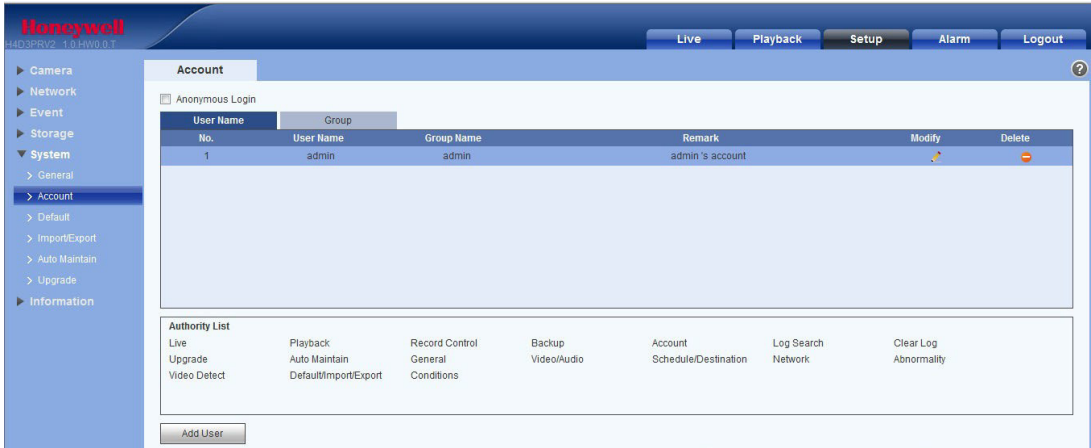 Honeywell
H4D3PRV2 1.0.HW0.0.T
Live Playback Setup Alarm Logout
Camera
Network
Event
Storage
System
General
Account
Default
Import/Export
Auto Maintain
Upgrade
Information
Account
?
Anonymous Login
User Name Group
No. User Name Group Name Remark Modify Delete
1 admin admin admin 's account
Authority List
Live Playback Record Control Backup Account Log Search Clear Log
Upgrade Auto Maintain General Video/Audio Schedule/Destination Network Abnormality
Video Detect Default/Import/Export Conditions
Add User